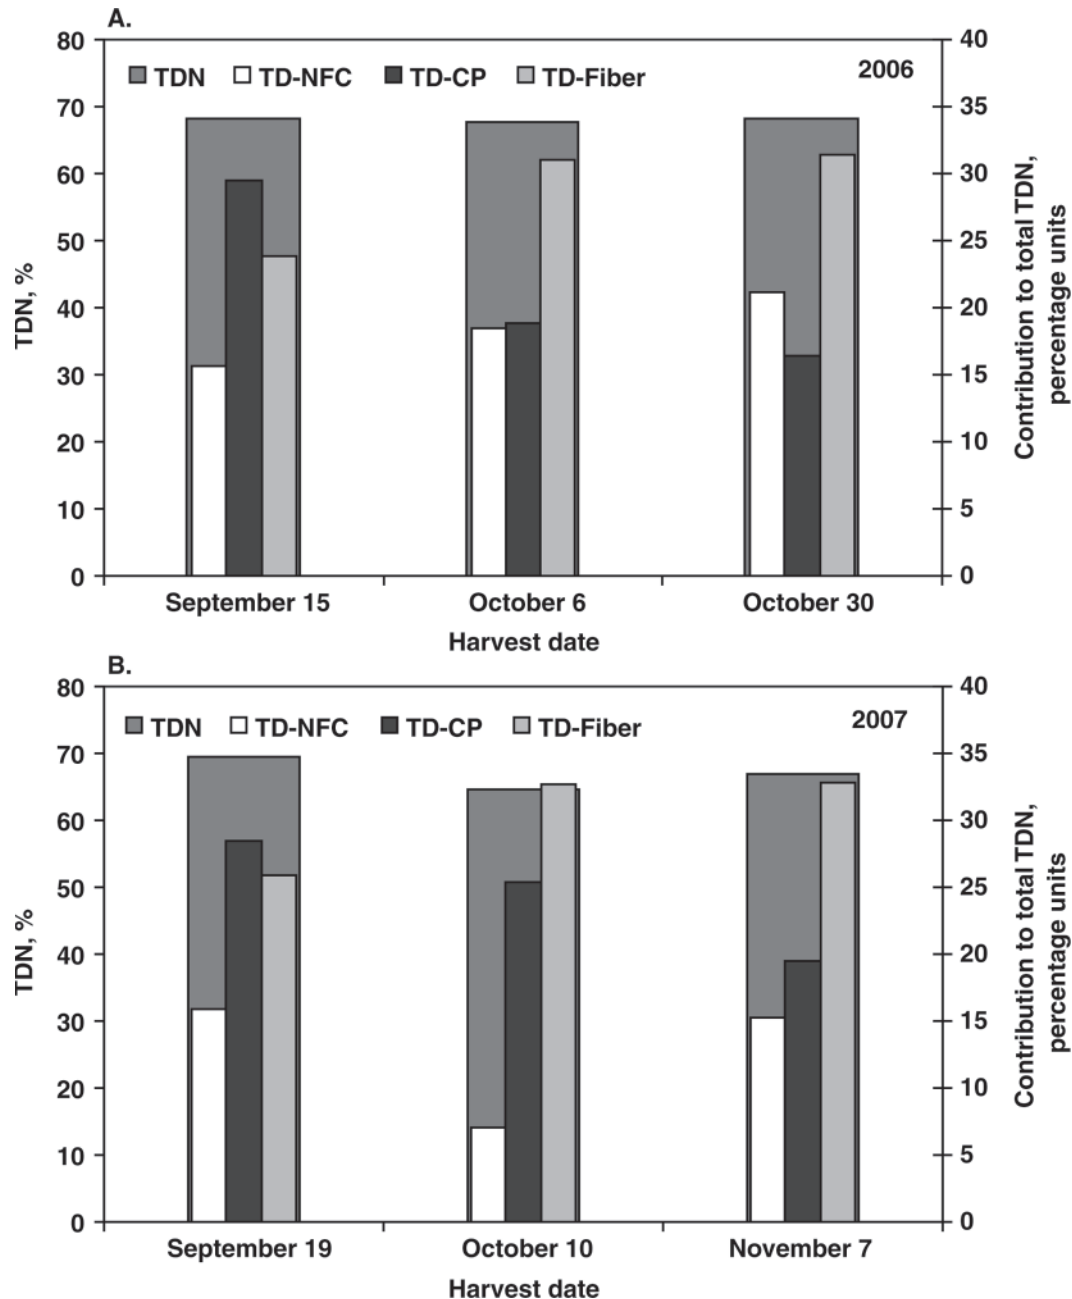 A.
80
70
60
50
40
30
20
10
0
TDN, %
TDN TD-NFC TD-CP TD-Fiber
2006
40
35
30
25
20
15
10
5
0
Contribution to total TDN,
percentage units
September 15 October 6 October 30
Harvest date
B.
80
70
60
50
40
30
20
10
0
TDN, %
TDN TD-NFC TD-CP TD-Fiber
2007
40
35
30
25
20
15
10
5
0
Contribution to total TDN,
percentage units
September 19 October 10 November 7
Harvest date